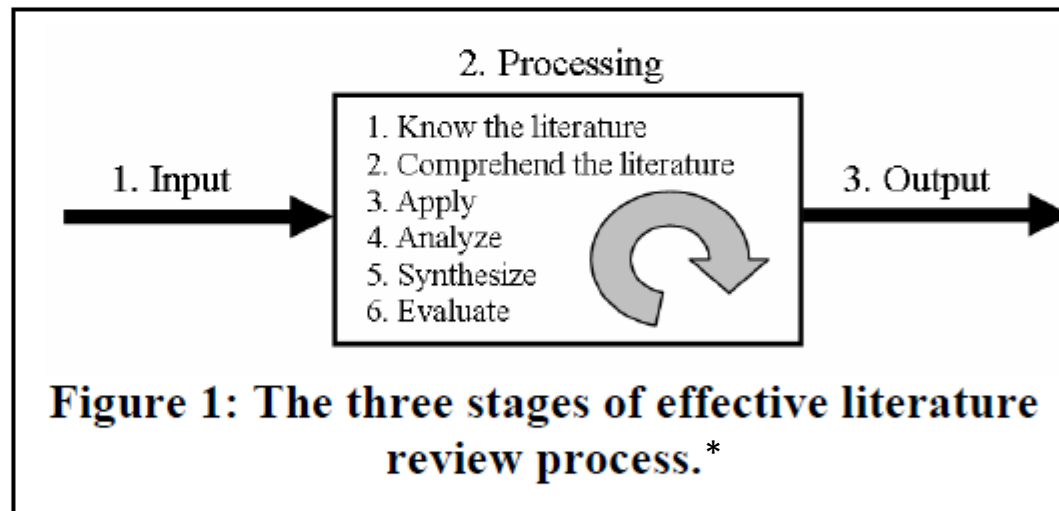 2. Processing
1. Input
1. Know the literature
2. Comprehend the literature
3. Apply
4. Analyze
5. Synthesize
6. Evaluate
3. Output
Figure 1: The three stages of effective literature
review process.*